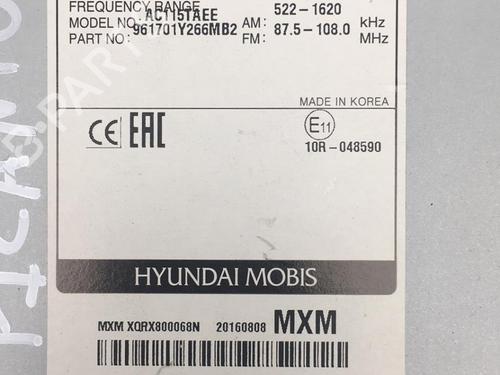 FREQUENCY RANGE 522-1620
MODEL NO: AC115TAEE AM: kHz
PART NO: 961701Y266MB2 FM: 87.5-108.0 MHz
MADE IN KOREA
CE EAC E11
10R-048590
HYUNDAI MOBIS
MXM XQRX800068N 20160808 MXM
PICANTO